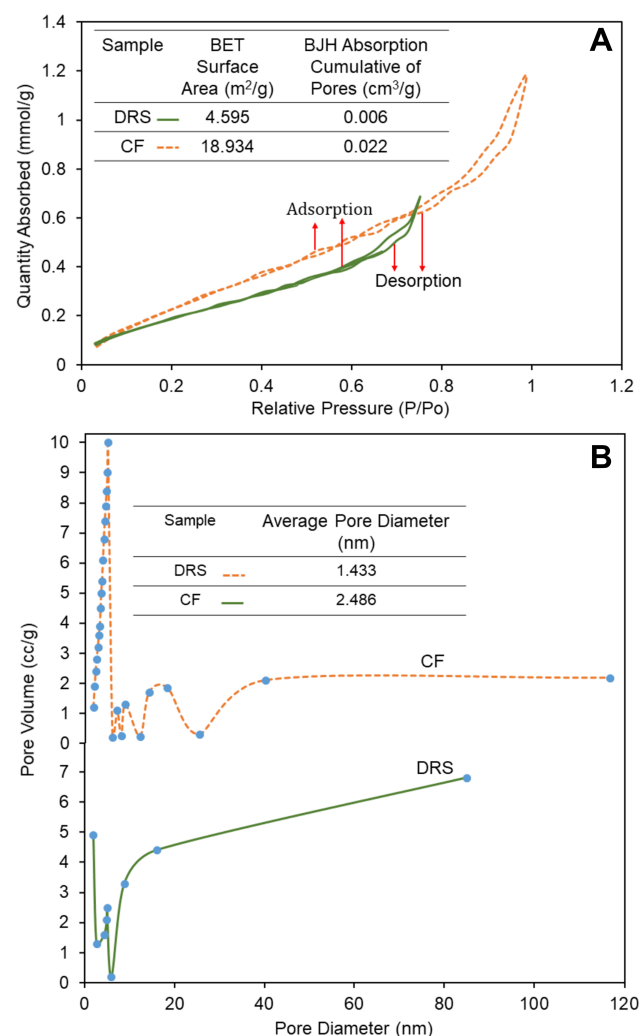 A
Sample BET Surface Area (m2/g) BJH Absorption Cumulative of Pores (cm3/g)
DRS 4.595 0.006
CF 18.934 0.022
Adsorption
Desorption
Quantity Absorbed (mmol/g)
1.4
1.2
1
0.8
0.6
0.4
0.2
0
0 0.2 0.4 0.6 0.8 1 1.2
Relative Pressure (P/Po)
B
Sample Average Pore Diameter (nm)
DRS 1.433
CF 2.486
CF
DRS
Pore Volume (cc/g)
10
9
8
7
6
5
4
3
2
1
0
7
6
5
4
3
2
1
0
0 20 40 60 80 100 120
Pore Diameter (nm)